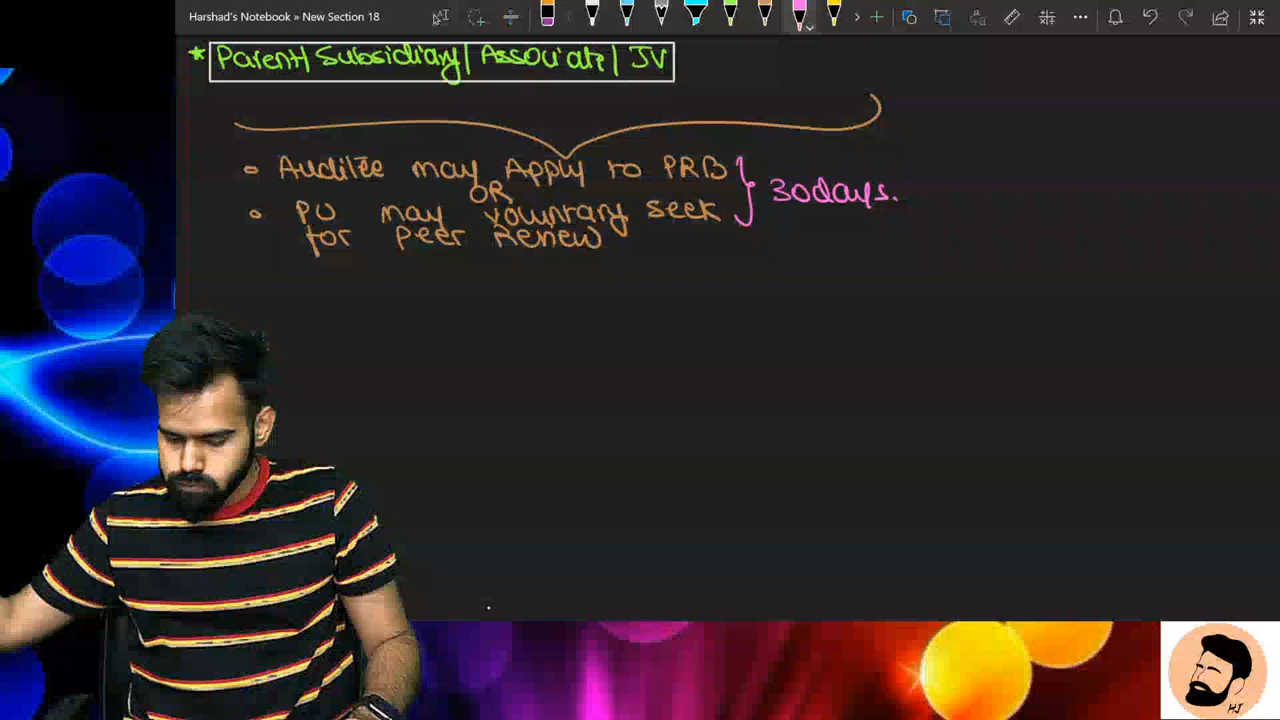 Harshad's Notebook » New Section 18
* Parent/Subsidiary/Associate/JV
Auditee may Apply to PRB
OR
PU may voluntary seek
for Peer Review
30days.
HJ